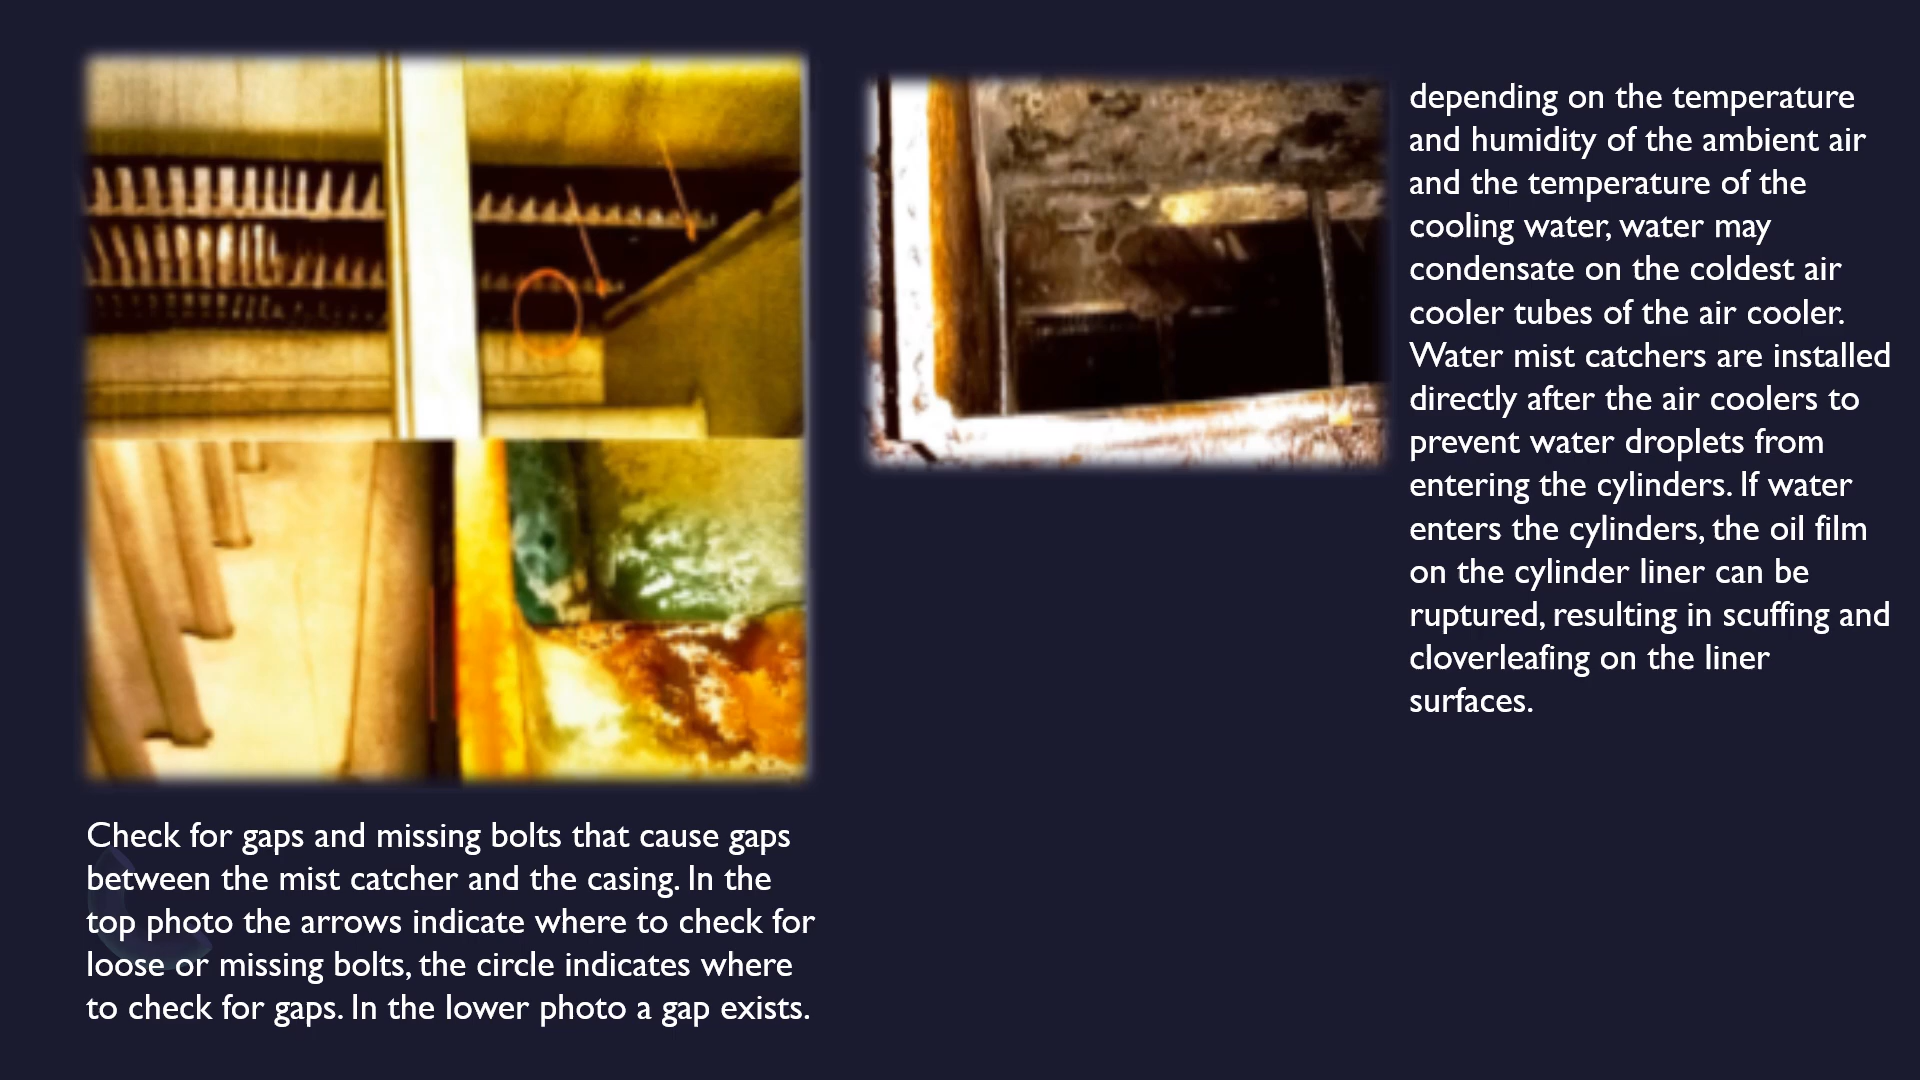 Check for gaps and missing bolts that cause gaps
between the mist catcher and the casing. In the
top photo the arrows indicate where to check for
loose or missing bolts, the circle indicates where
to check for gaps. In the lower photo a gap exists.
depending on the temperature
and humidity of the ambient air
and the temperature of the
cooling water, water may
condensate on the coldest air
cooler tubes of the air cooler.
Water mist catchers are installed
directly after the air coolers to
prevent water droplets from
entering the cylinders. If water
enters the cylinders, the oil film
on the cylinder liner can be
ruptured, resulting in scuffing and
cloverleafing on the liner
surfaces.